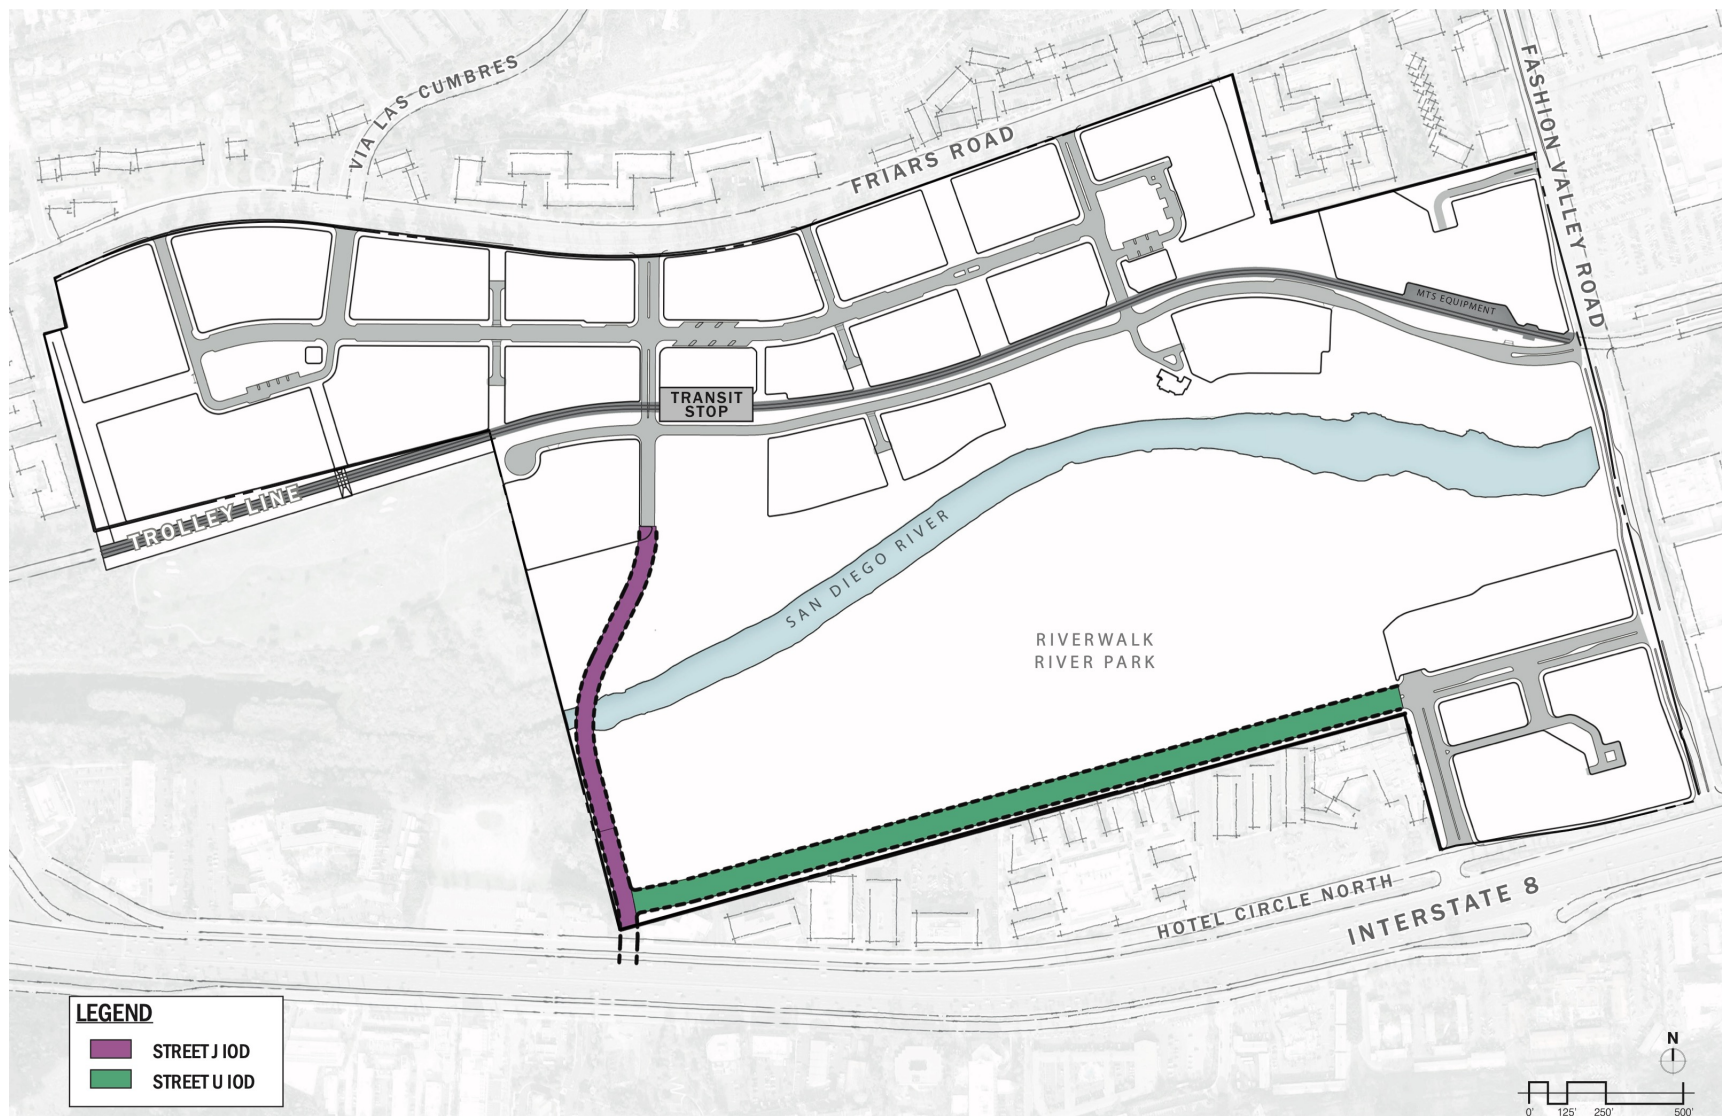 VIA LAS CUMBRES
FRIARS ROAD
FASHION VALLEY ROAD
MTS EQUIPMENT
TRANSIT
STOP
TROLLEY LINE
SAN DIEGO RIVER
RIVERWALK
RIVER PARK
HOTEL CIRCLE NORTH
INTERSTATE 8
LEGEND
STREET J IOD
STREET U IOD
N
0' 125' 250' 500'